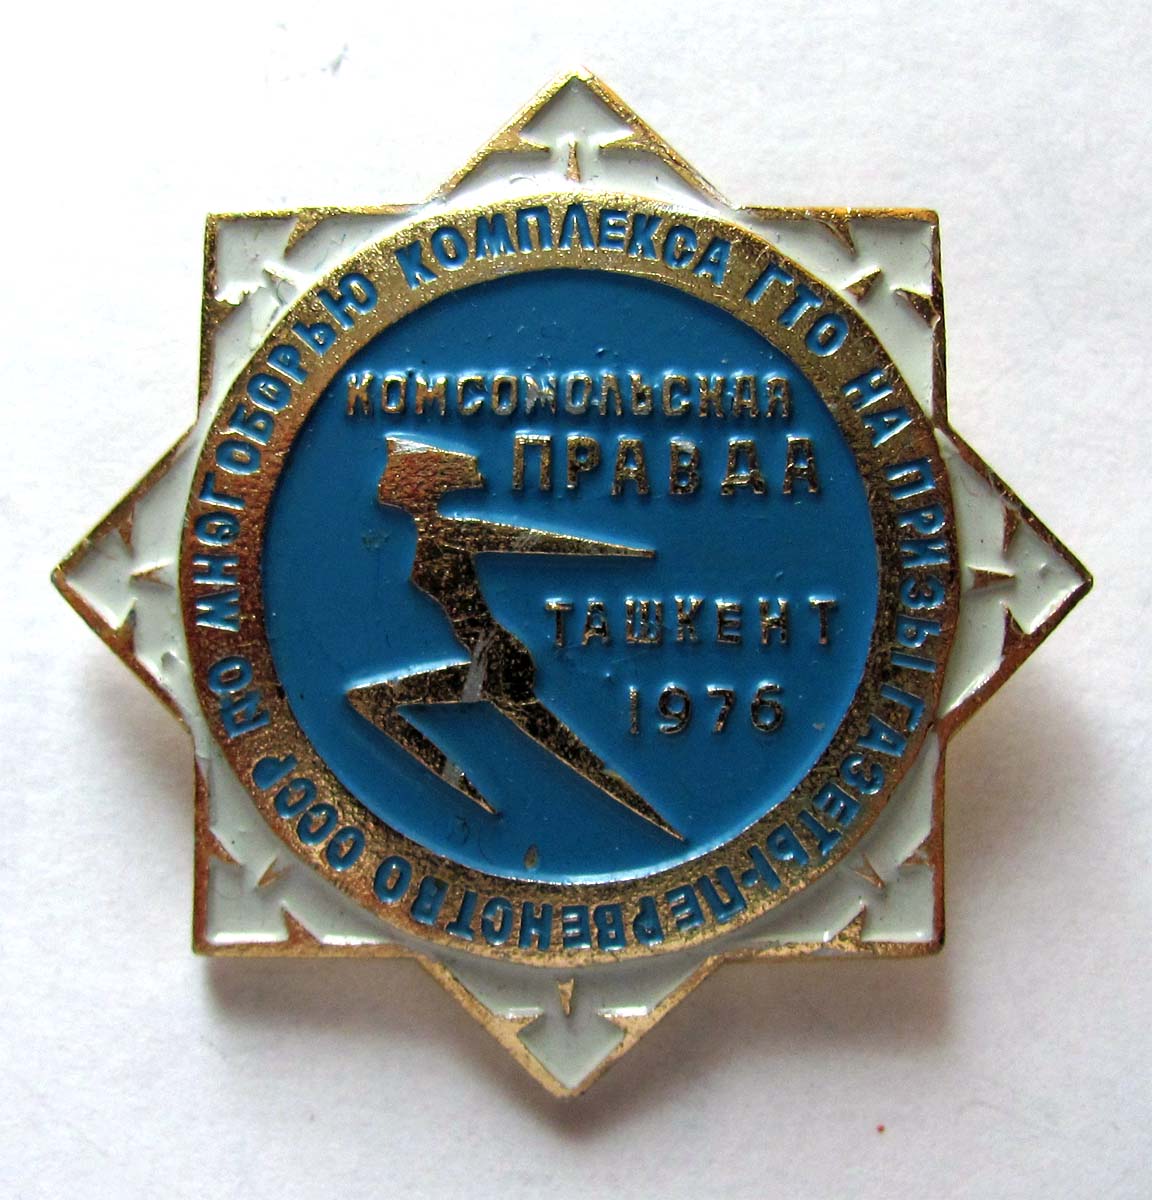 ПЕРВЕНСТВО СССР ПО МНОГОБОРЬЮ КОМПЛЕКСА ГТО НА ПРИЗЫ ГАЗЕТЫ·
КОМСОМОЛЬСКАЯ
ПРАВДА
ТАШКЕНТ
1976